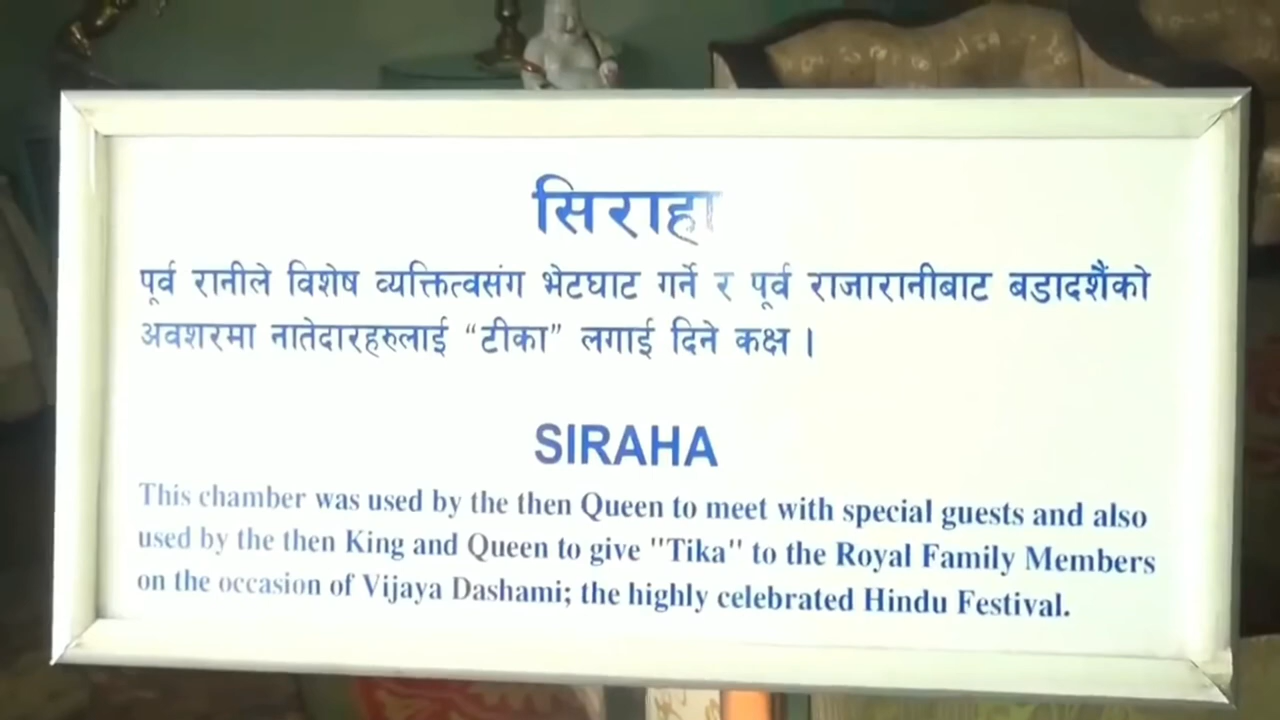 सिराहा
पूर्व रानीले विशेष व्यक्तित्वसंग भेटघाट गर्ने र पूर्व राजारानीबाट बडादशैंको
अवशरमा नातेदारहरुलाई “टीका” लगाई दिने कक्ष ।
SIRAHA
This chamber was used by the then Queen to meet with special guests and also
used by the then King and Queen to give "Tika" to the Royal Family Members
on the occasion of Vijaya Dashami; the highly celebrated Hindu Festival.